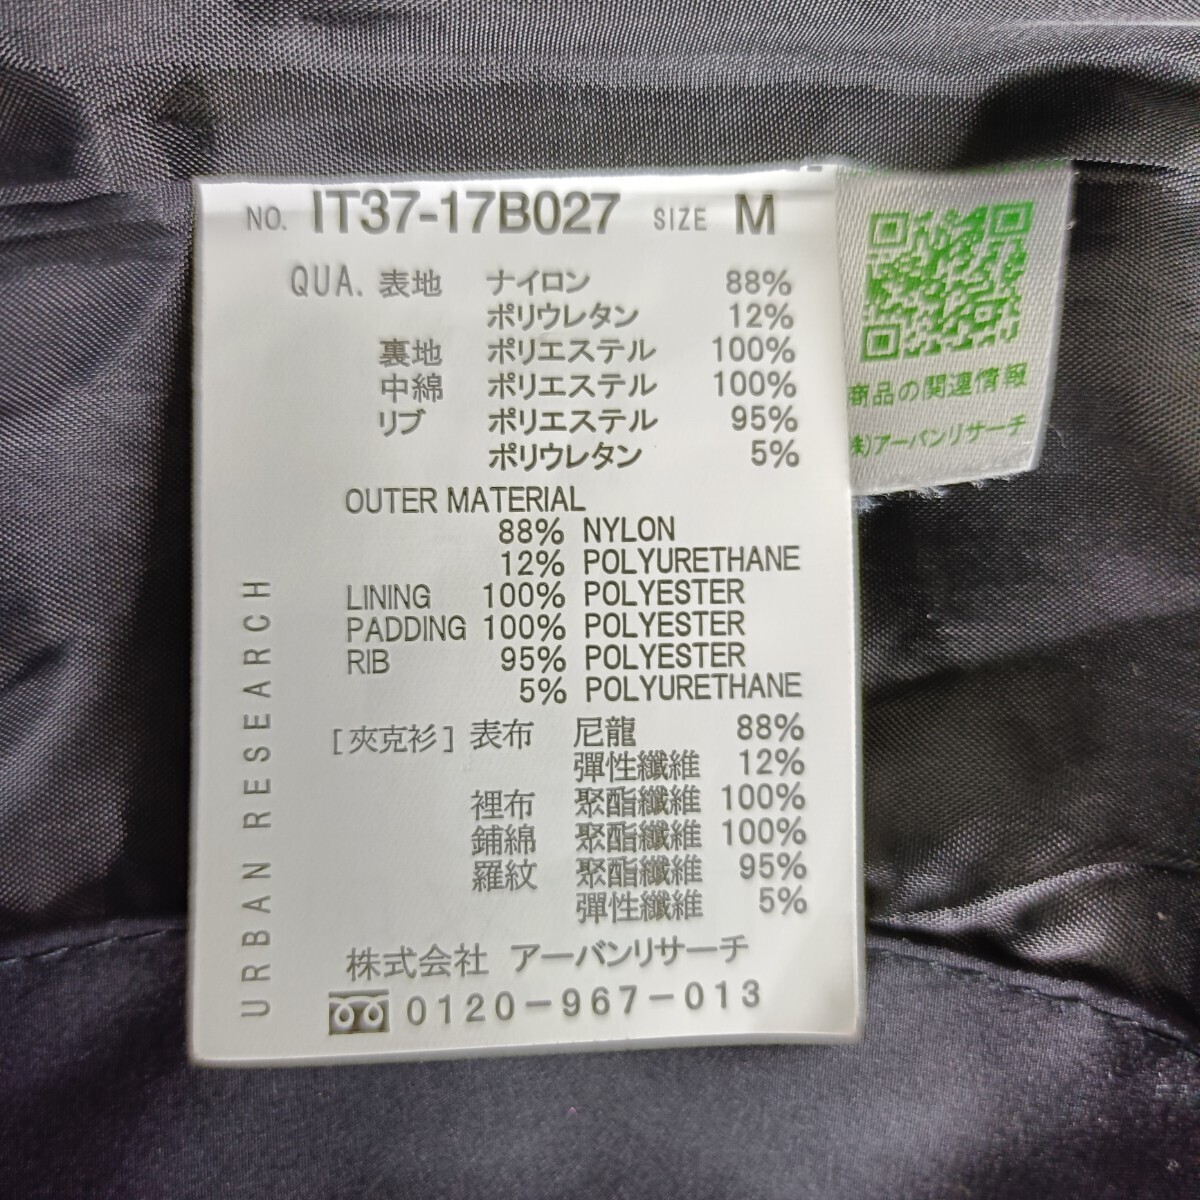 NO. IT37-17B027 SIZE M
QUA. 表地 ナイロン 88%
ポリウレタン 12%
裏地 ポリエステル 100%
中綿 ポリエステル 100%
リブ ポリエステル 95%
ポリウレタン 5%
OUTER MATERIAL
88% NYLON
12% POLYURETHANE
LINING 100% POLYESTER
PADDING 100% POLYESTER
RIB 95% POLYESTER
5% POLYURETHANE
[夾克衫] 表布 尼龍 88%
彈性纖維 12%
裡布 聚酯纖維 100%
鋪綿 聚酯纖維 100%
羅紋 聚酯纖維 95%
彈性纖維 5%
株式会社 アーバンリサーチ
0120-967-013
URBAN RESEARCH
商品の関連情報
株)アーバンリサーチ